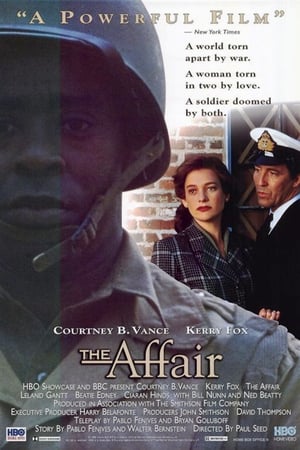 "A POWERFUL FILM"
— New York Times
A world torn
apart by war.
A woman torn
in two by love.
A soldier doomed
by both.
COURTNEY B. VANCE KERRY FOX
THE Affair
HBO SHOWCASE AND BBC PRESENT COURTNEY B. VANCE KERRY FOX THE AFFAIR
LELAND GANTT BEATIE EDNEY, CIARAN HINDS, WITH BILL NUNN AND NED BEATTY
PRODUCED IN ASSOCIATION WITH THE SMITHSON FILM COMPANY
EXECUTIVE PRODUCER HARRY BELAFONTE PRODUCERS JOHN SMITHSON DAVID THOMPSON
TELEPLAY BY PABLO FENJVES AND BRYAN GOLUBOFF
STORY BY PABLO FENJVES AND WALTER BERNSTEIN DIRECTED BY PAUL SEED
HBO HBO
HOME VIDEO